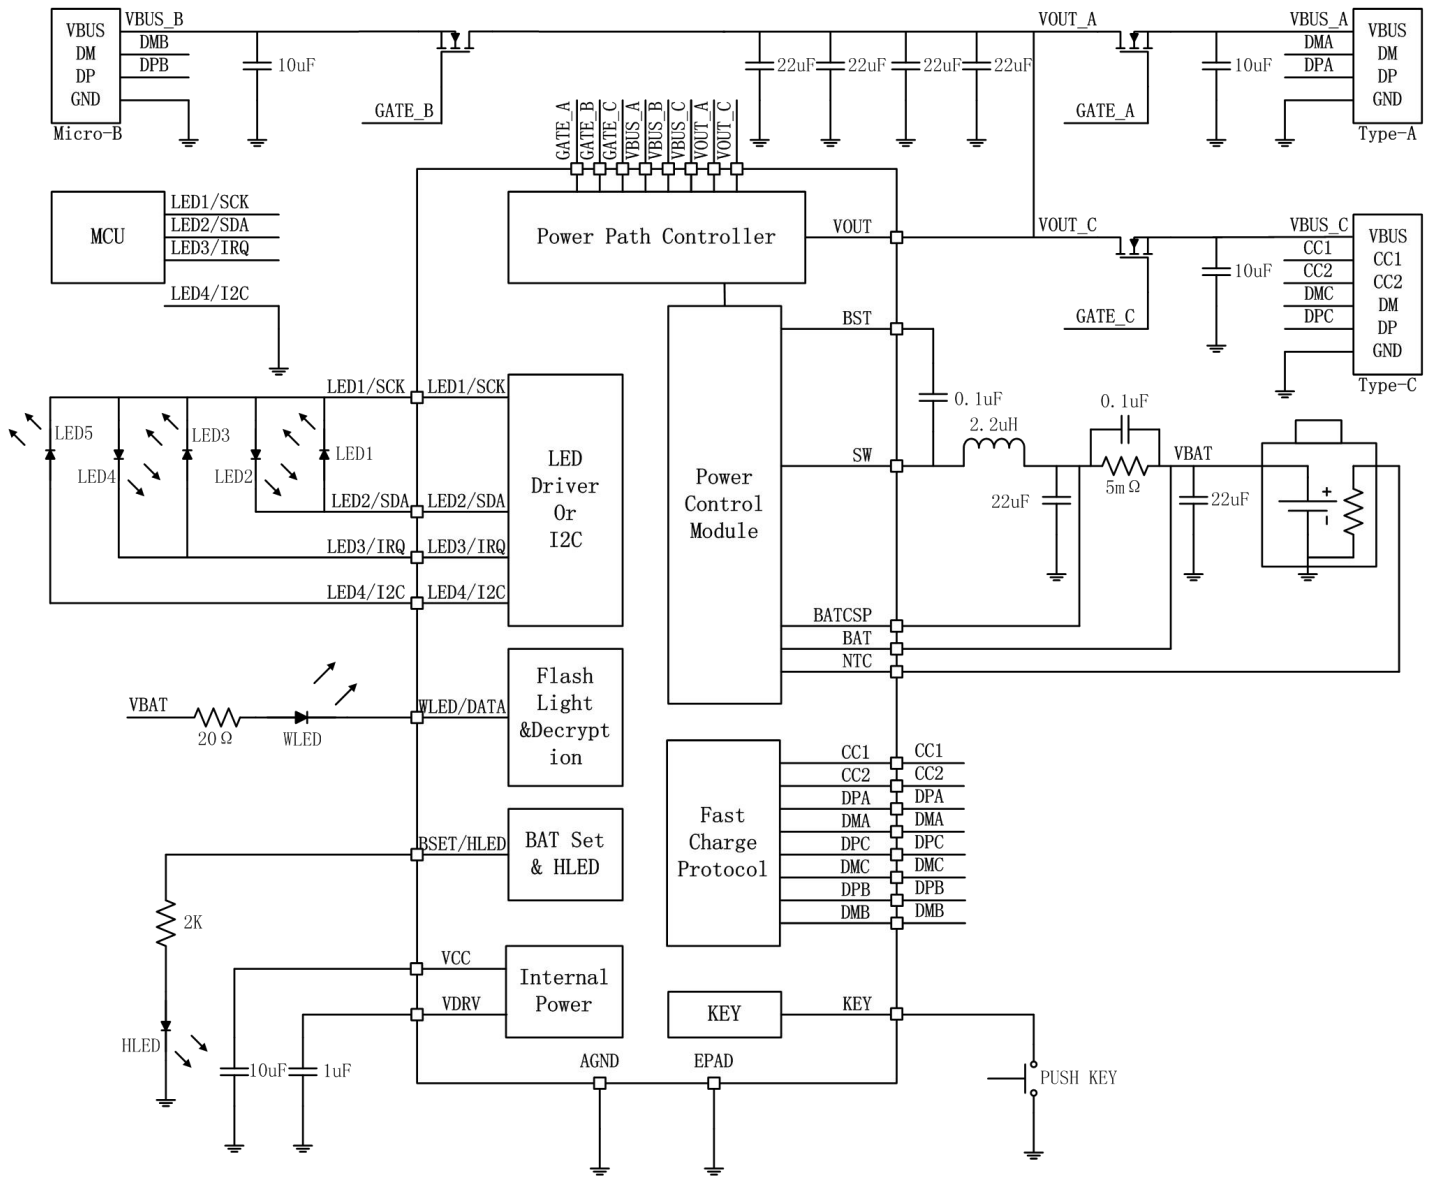 VBUS
DM
DP
GND
Micro-B
VBUS_B
DMB
DPB
10uF
GATE_B
22uF
22uF
22uF
22uF
VOUT_A
GATE_A
VBUS_A
DMA
DPA
10uF
VBUS
DM
DP
GND
Type-A
GATE_A
GATE_B
GATE_C
VBUS_A
VBUS_B
VBUS_C
VOUT_A
VOUT_C
MCU
LED1/SCK
LED2/SDA
LED3/IRQ
LED4/I2C
Power Path Controller
VOUT
VOUT_C
GATE_C
VBUS_C
CC1
CC2
DMC
DPC
10uF
VBUS
CC1
CC2
DM
DP
GND
Type-C
LED5
LED4
LED3
LED2
LED1
LED1/SCK
LED2/SDA
LED3/IRQ
LED4/I2C
LED1/SCK
LED2/SDA
LED3/IRQ
LED4/I2C
LED
Driver
Or
I2C
Power
Control
Module
BST
SW
BATCSP
BAT
NTC
0.1uF
2.2uH
0.1uF
5mΩ
VBAT
22uF
22uF
+
-
VBAT
20Ω
WLED
WLED/DATA
Flash
Light
&Decrypt
ion
BSET/HLED
BAT Set
& HLED
2K
HLED
VCC
VDRV
Internal
Power
10uF
1uF
Fast
Charge
Protocol
CC1
CC2
DPA
DMA
DPC
DMC
DPB
DMB
CC1
CC2
DPA
DMA
DPC
DMC
DPB
DMB
KEY
KEY
AGND
EPAD
PUSH KEY